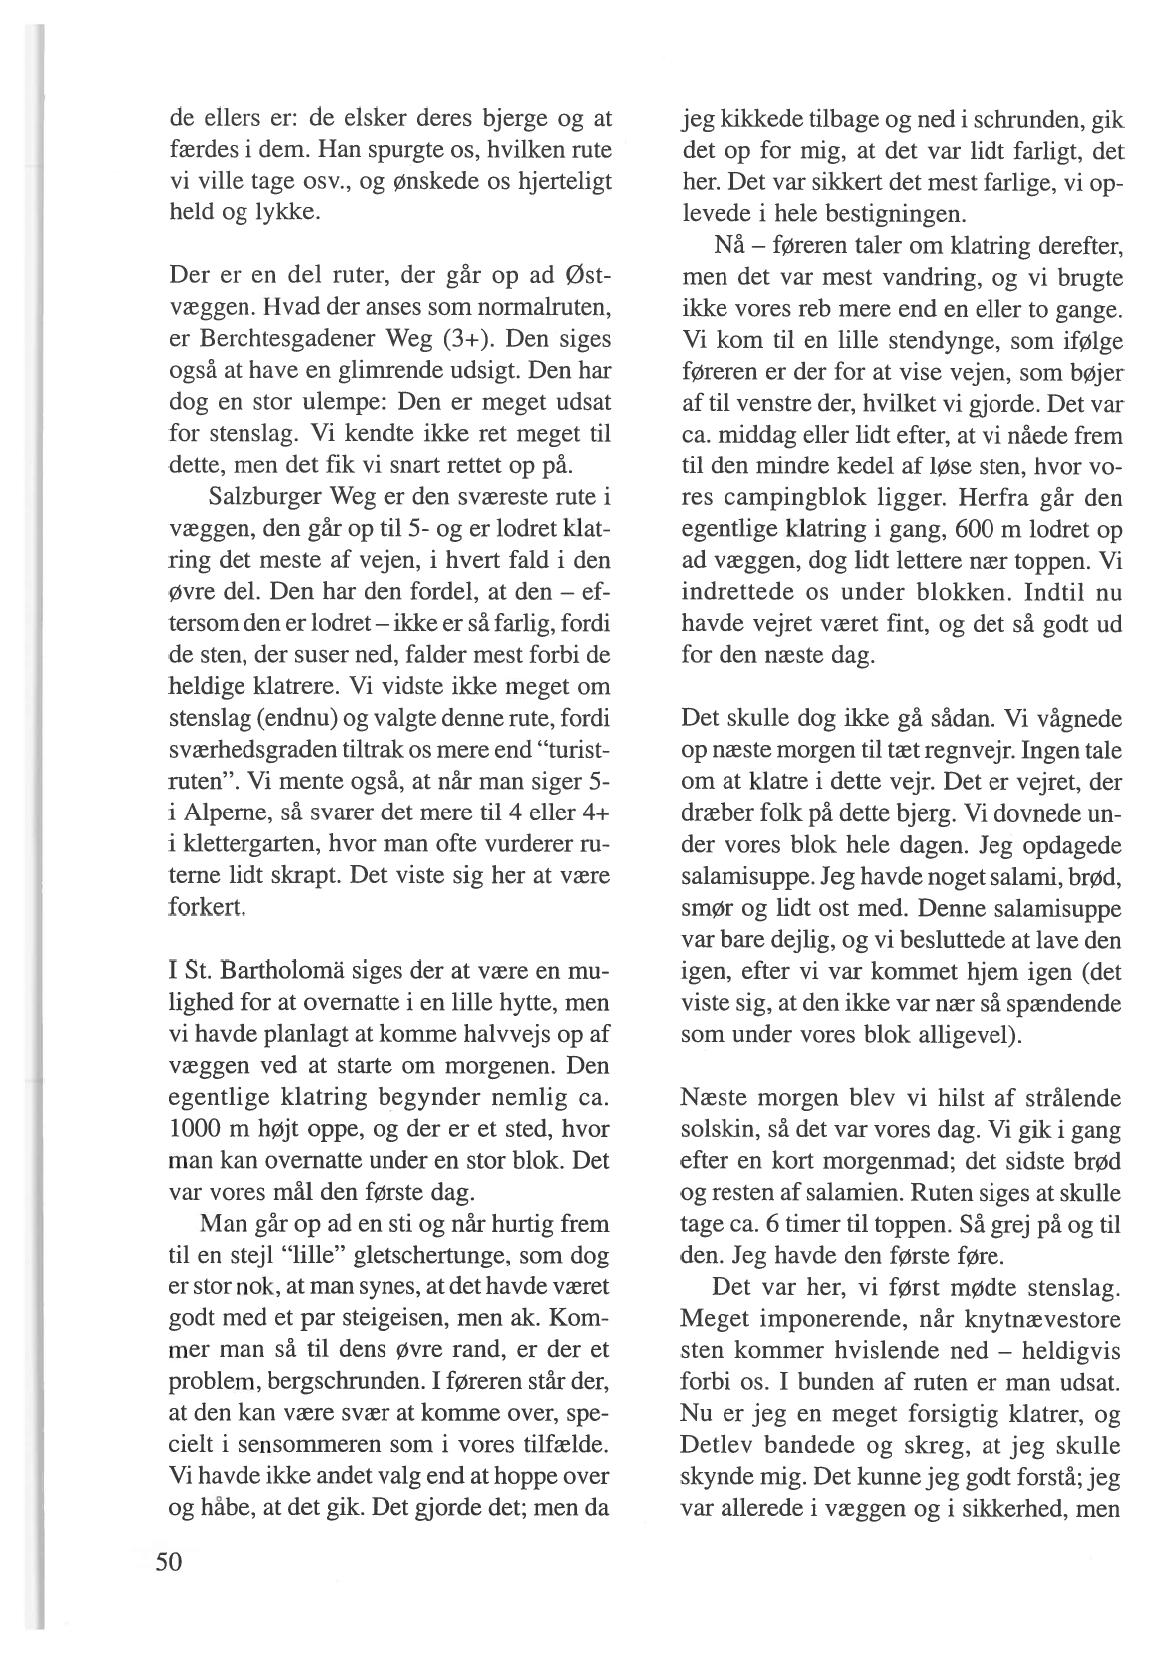 de ellers er: de elsker deres bjerge og at
færdes i dem. Han spurgte os, hvilken rute
vi ville tage osv., og ønskede os hjerteligt
held og lykke.
Der er en del ruter, der går op ad Øst-
væggen. Hvad der anses som normalruten,
er Berchtesgadener Weg (3+). Den siges
også at have en glimrende udsigt. Den har
dog en stor ulempe: Den er meget udsat
for stenslag. Vi kendte ikke ret meget til
dette, men det fik vi snart rettet op på.
Salzburger Weg er den sværeste rute i
væggen, den går op til 5- og er lodret klat-
ring det meste af vejen, i hvert fald i den
øvre del. Den har den fordel, at den – ef-
tersom den er lodret – ikke er så farlig, fordi
de sten, der suser ned, falder mest forbi de
heldige klatrere. Vi vidste ikke meget om
stenslag (endnu) og valgte denne rute, fordi
sværhedsgraden tiltrak os mere end “turist-
ruten”. Vi mente også, at når man siger 5-
i Alperne, så svarer det mere til 4 eller 4+
i klettergarten, hvor man ofte vurderer ru-
terne lidt skrapt. Det viste sig her at være
forkert.
I St. Bartholomä siges der at være en mu-
lighed for at overnatte i en lille hytte, men
vi havde planlagt at komme halvvejs op af
væggen ved at starte om morgenen. Den
egentlige klatring begynder nemlig ca.
1000 m højt oppe, og der er et sted, hvor
man kan overnatte under en stor blok. Det
var vores mål den første dag.
Man går op ad en sti og når hurtig frem
til en stejl “lille” gletschertunge, som dog
er stor nok, at man synes, at det havde været
godt med et par steigeisen, men ak. Kom-
mer man så til dens øvre rand, er der et
problem, bergschrunden. I føreren står der,
at den kan være svær at komme over, spe-
cielt i sensommeren som i vores tilfælde.
Vi havde ikke andet valg end at hoppe over
og håbe, at det gik. Det gjorde det; men da
50
jeg kikkede tilbage og ned i schrunden, gik
det op for mig, at det var lidt farligt, det
her. Det var sikkert det mest farlige, vi op-
levede i hele bestigningen.
Nå – føreren taler om klatring derefter,
men det var mest vandring, og vi brugte
ikke vores reb mere end en eller to gange.
Vi kom til en lille stendynge, som ifølge
føreren er der for at vise vejen, som bøjer
af til venstre der, hvilket vi gjorde. Det var
ca. middag eller lidt efter, at vi nåede frem
til den mindre kedel af løse sten, hvor vo-
res campingblok ligger. Herfra går den
egentlige klatring i gang, 600 m lodret op
ad væggen, dog lidt lettere nær toppen. Vi
indrettede os under blokken. Indtil nu
havde vejret været fint, og det så godt ud
for den næste dag.
Det skulle dog ikke gå sådan. Vi vågnede
op næste morgen til tæt regnvejr. Ingen tale
om at klatre i dette vejr. Det er vejret, der
dræber folk på dette bjerg. Vi dovnede un-
der vores blok hele dagen. Jeg opdagede
salamisuppe. Jeg havde noget salami, brød,
smør og lidt ost med. Denne salamisuppe
var bare dejlig, og vi besluttede at lave den
igen, efter vi var kommet hjem igen (det
viste sig, at den ikke var nær så spændende
som under vores blok alligevel).
Næste morgen blev vi hilst af strålende
solskin, så det var vores dag. Vi gik i gang
efter en kort morgenmad; det sidste brød
og resten af salamien. Ruten siges at skulle
tage ca. 6 timer til toppen. Så grej på og til
den. Jeg havde den første føre.
Det var her, vi først mødte stenslag.
Meget imponerende, når knytnævestore
sten kommer hvislende ned – heldigvis
forbi os. I bunden af ruten er man udsat.
Nu er jeg en meget forsigtig klatrer, og
Detlev bandede og skreg, at jeg skulle
skynde mig. Det kunne jeg godt forstå; jeg
var allerede i væggen og i sikkerhed, men